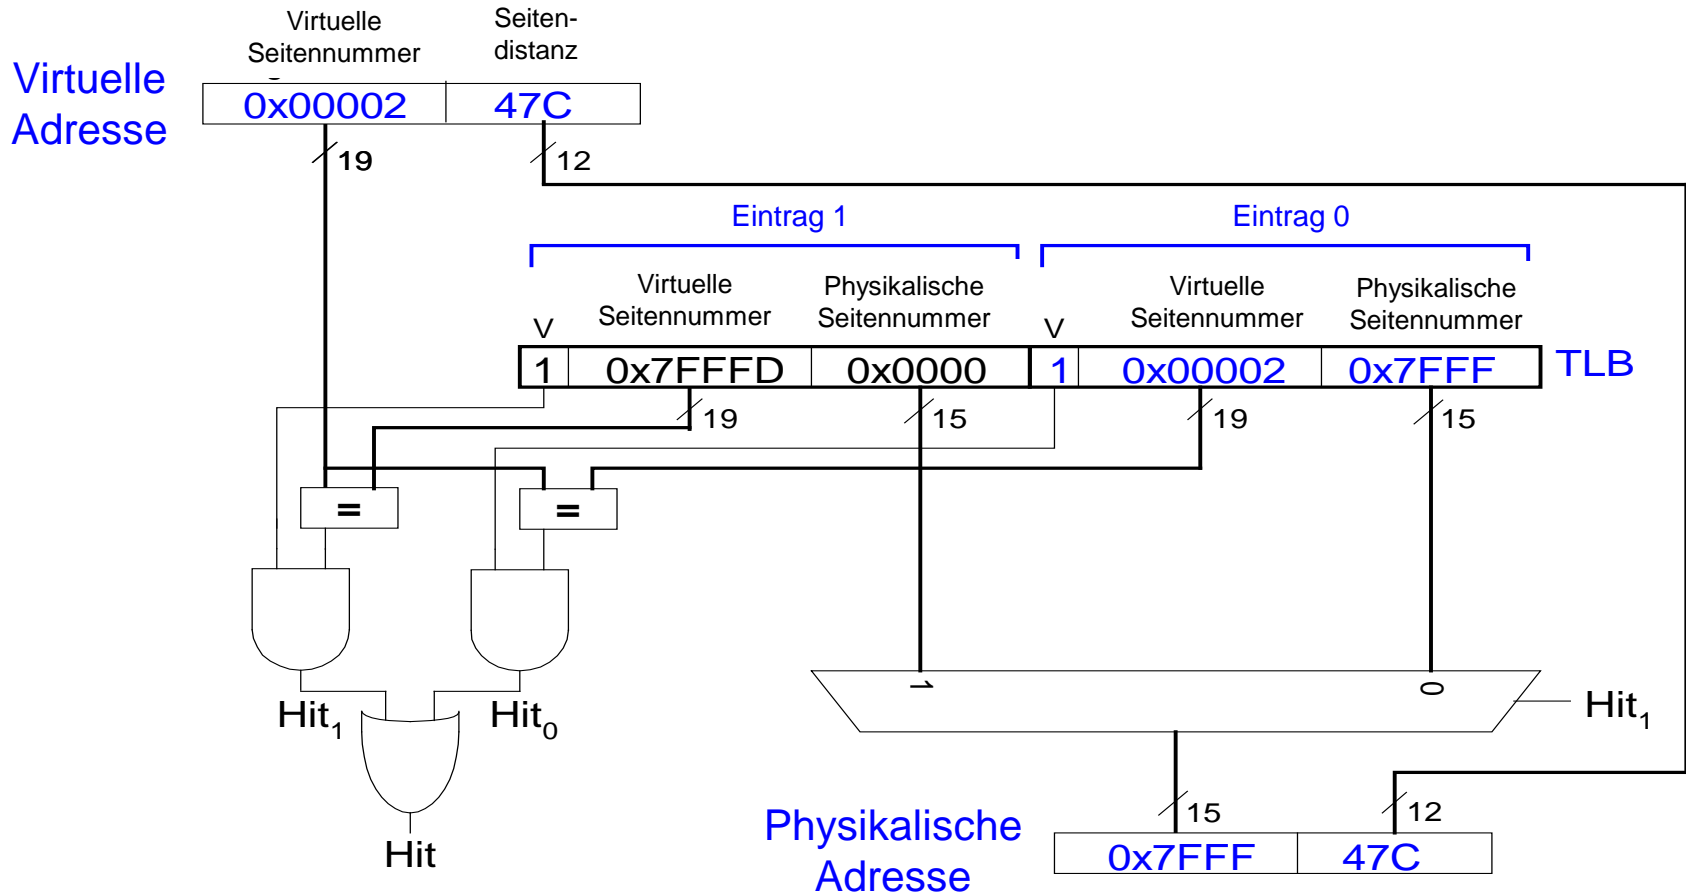 Virtuelle
Seitennummer
Seiten-
distanz
Virtuelle
Adresse
0x00002
47C
19
12
Eintrag 1
Eintrag 0
V
Virtuelle
Seitennummer
Physikalische
Seitennummer
V
Virtuelle
Seitennummer
Physikalische
Seitennummer
1
0x7FFFD
0x0000
1
0x00002
0x7FFF
TLB
19
15
19
15
=
=
1
0
Hit1
Hit0
Hit1
Hit
15
12
Physikalische
Adresse
0x7FFF
47C